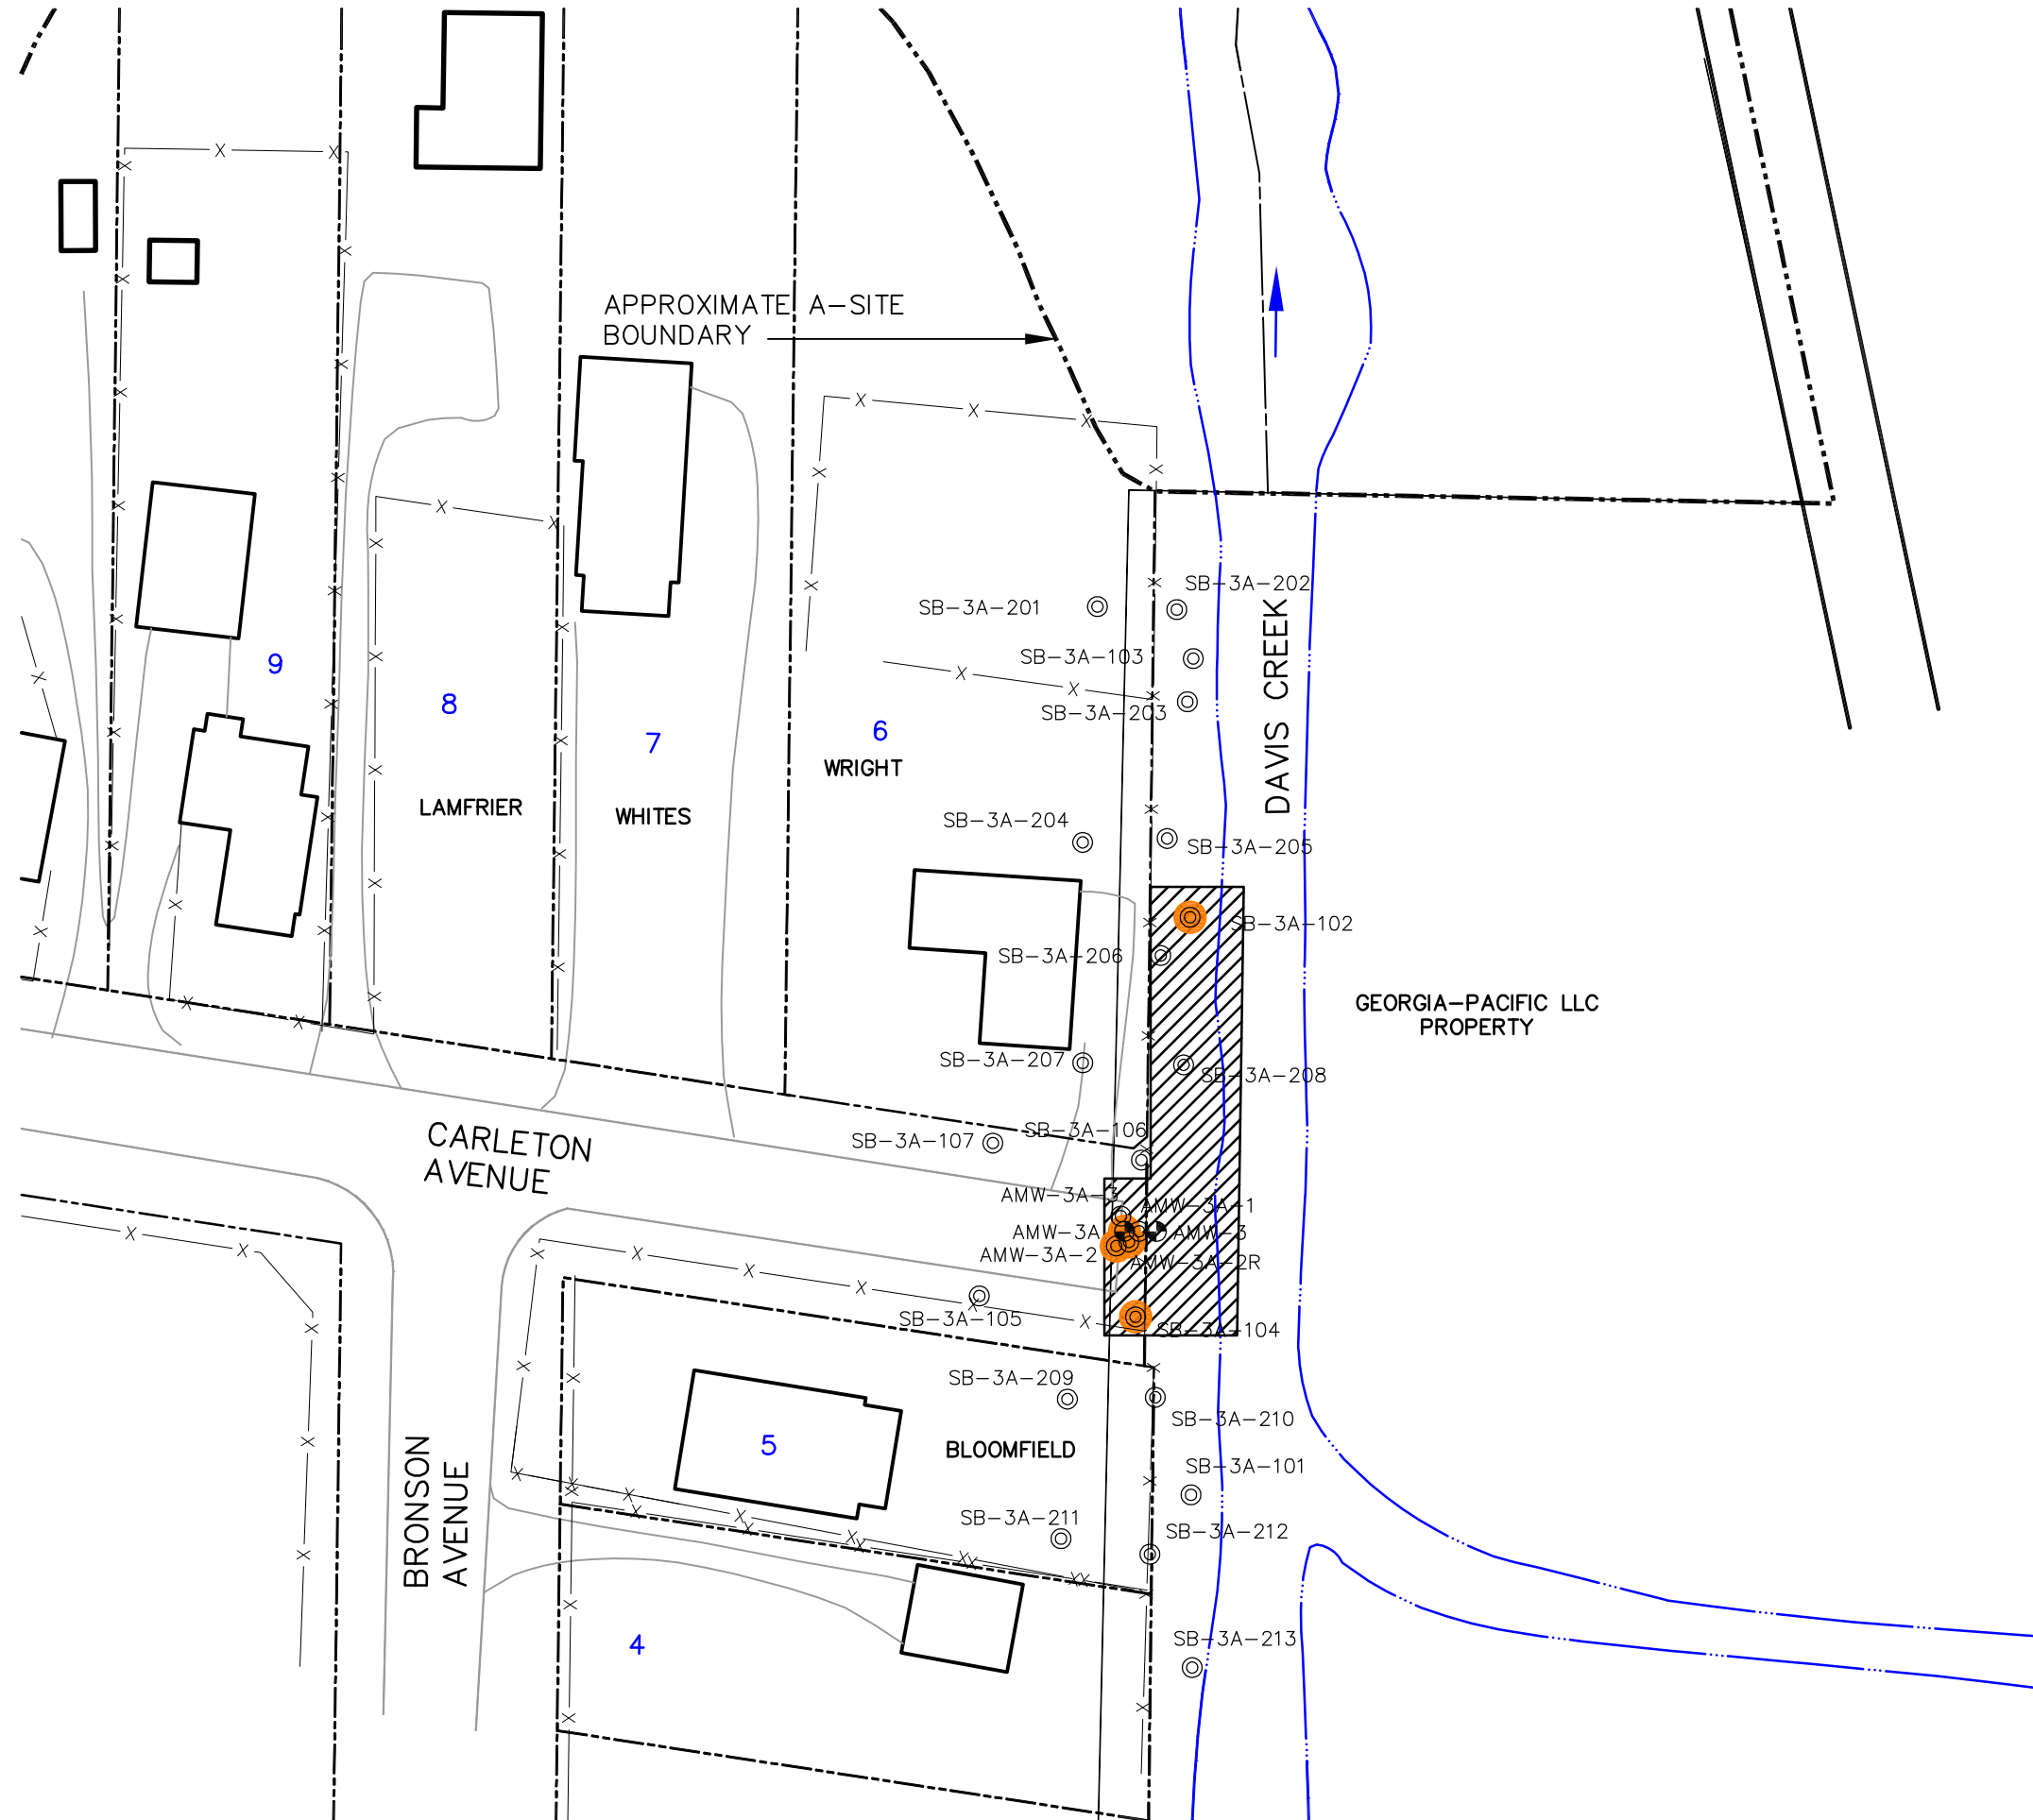 APPROXIMATE A-SITE
BOUNDARY
SB-3A-202
SB-3A-201
DAVIS CREEK
SB-3A-103
9
8
SB-3A-203
7
6
WRIGHT
LAMFRIER
WHITES
SB-3A-204
SB-3A-205
SB-3A-102
SB-3A-206
GEORGIA-PACIFIC LLC
PROPERTY
SB-3A-207
SB-3A-208
CARLETON
AVENUE
SB-3A-107
SB-3A-106
AMW-3A-3
AMW-3A-1
AMW-3A
AMW-3
AMW-3A-2
AMW-3A-2R
SB-3A-105
SB-3A-104
SB-3A-209
SB-3A-210
5
BLOOMFIELD
SB-3A-101
BRONSON
AVENUE
SB-3A-211
SB-3A-212
4
SB-3A-213